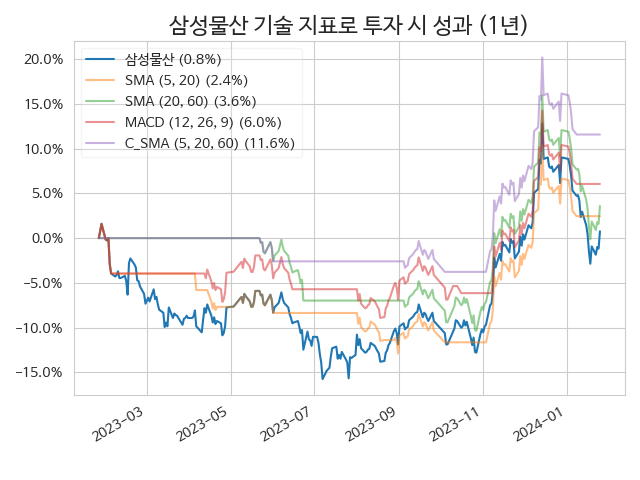 삼성물산 기술 지표로 투자 시 성과 (1년)
20.0%
15.0%
10.0%
5.0%
0.0%
−5.0%
−10.0%
−15.0%
삼성물산 (0.8%)
SMA (5, 20) (2.4%)
SMA (20, 60) (3.6%)
MACD (12, 26, 9) (6.0%)
C_SMA (5, 20, 60) (11.6%)
2023-03
2023-05
2023-07
2023-09
2023-11
2024-01